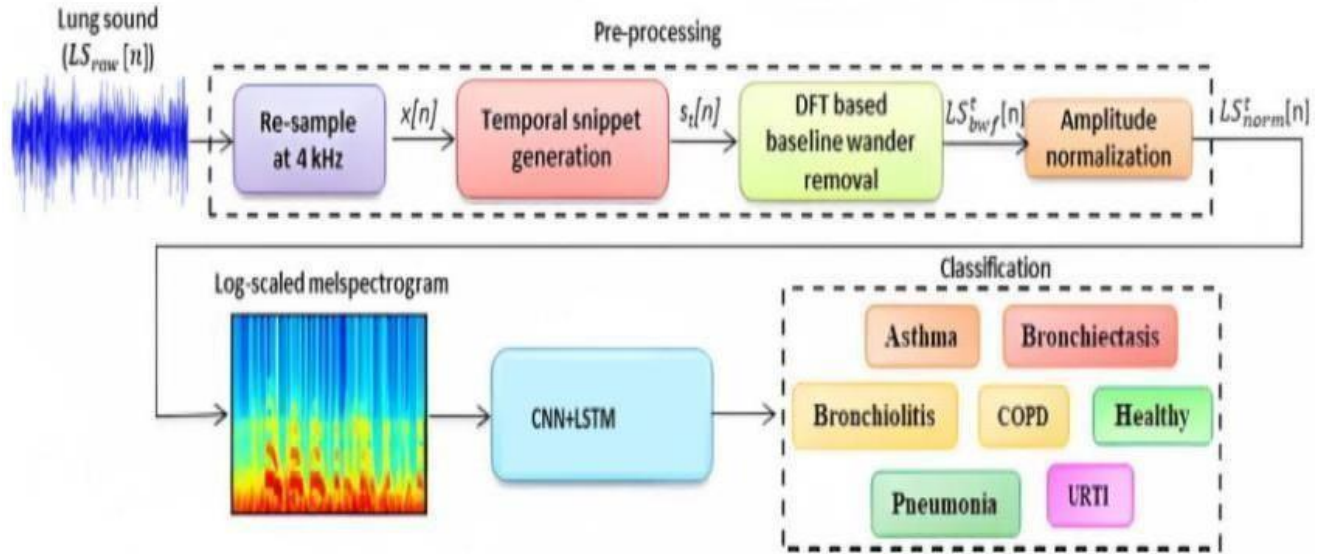 Lung sound
(LS_raw [n])
Pre-processing
Re-sample
at 4 kHz
x[n]
Temporal snippet
generation
s_t[n]
DFT based
baseline wander
removal
LS^t_bwf[n]
Amplitude
normalization
LS^t_norm[n]
Log-scaled melspectrogram
CNN+LSTM
Classification
Asthma
Bronchiectasis
Bronchiolitis
COPD
Healthy
Pneumonia
URTI